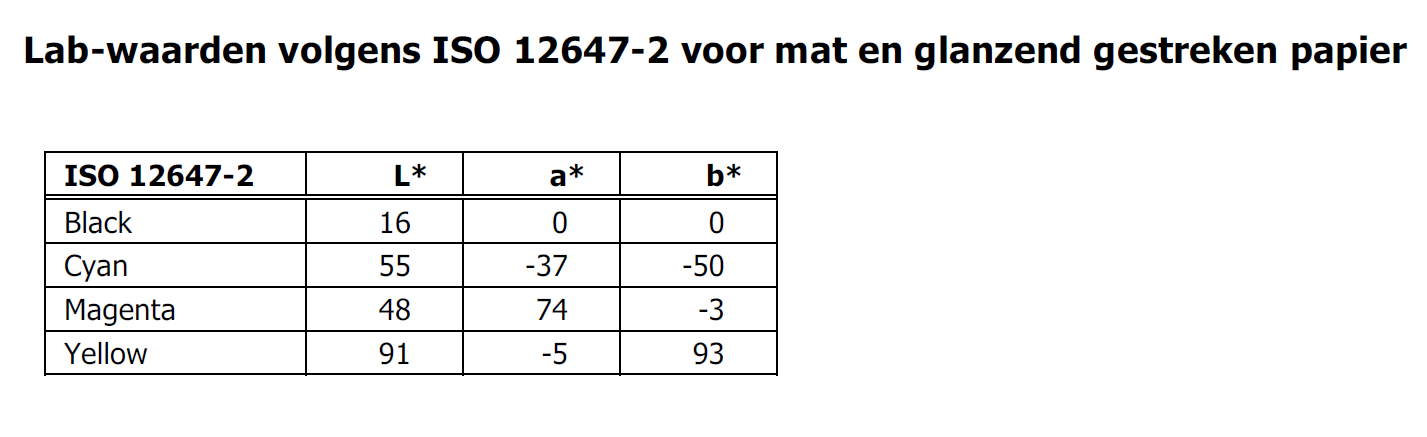 Lab-waarden volgens ISO 12647-2 voor mat en glanzend gestreken papier
ISO 12647-2 L* a* b*
Black 16 0 0
Cyan 55 -37 -50
Magenta 48 74 -3
Yellow 91 -5 93